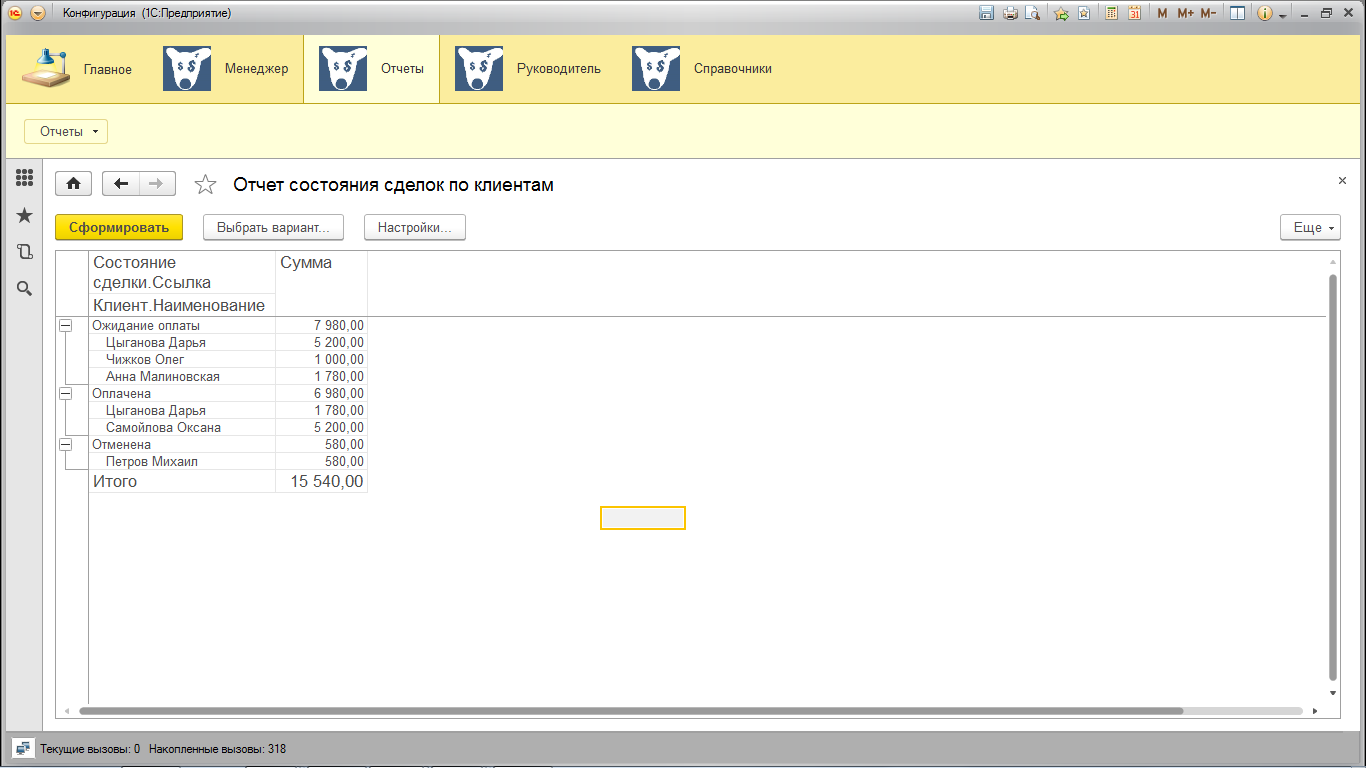 Конфигурация (1С:Предприятие)
M M+ M-
Главное
Менеджер
Отчеты
Руководитель
Справочники
Отчеты
Отчет состояния сделок по клиентам
Сформировать
Выбрать вариант...
Настройки...
Еще
Состояние сделки.Ссылка
Сумма
Клиент.Наименование
Ожидание оплаты 7 980,00
Цыганова Дарья 5 200,00
Чижков Олег 1 000,00
Анна Малиновская 1 780,00
Оплачена 6 980,00
Цыганова Дарья 1 780,00
Самойлова Оксана 5 200,00
Отменена 580,00
Петров Михаил 580,00
Итого 15 540,00
Текущие вызовы: 0 Накопленные вызовы: 318